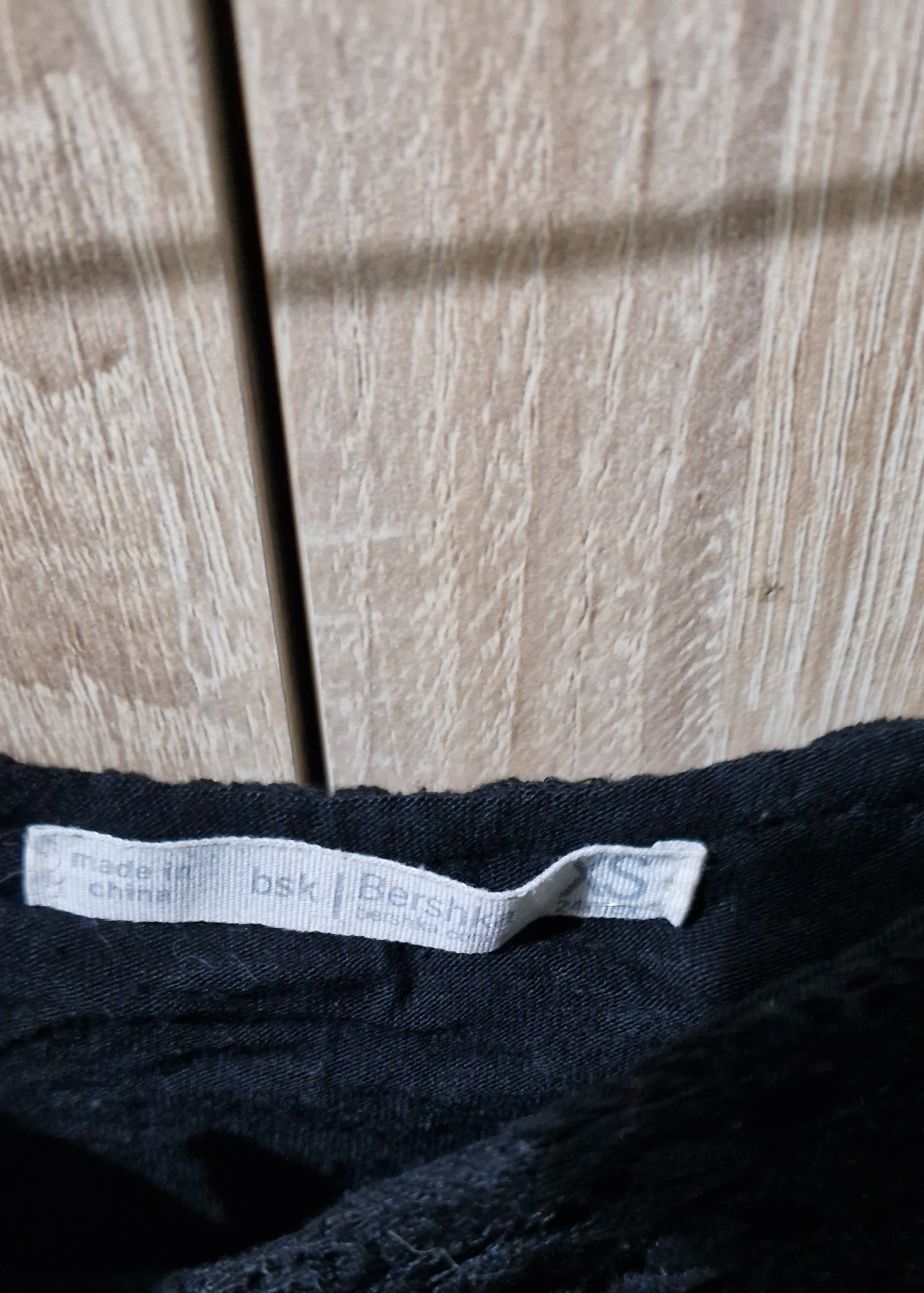 made in
china
bsk | Bershka
XS